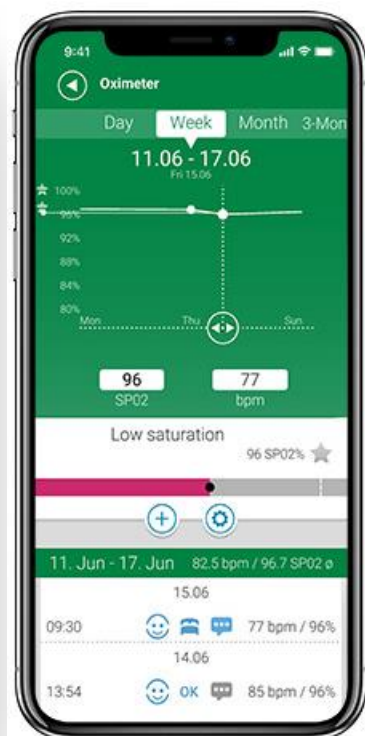 9:41
Oximeter
Day Week Month 3-Mon
11.06 - 17.06
Fri 15.06
100%
96%
92%
88%
84%
80%
Mon Thu Sun
96 77
SP02 bpm
Low saturation
96 SP02%
11. Jun - 17. Jun 82.5 bpm / 96.7 SP02 ø
15.06
09:30 77 bpm / 96%
14.06
13:54 OK 85 bpm / 96%